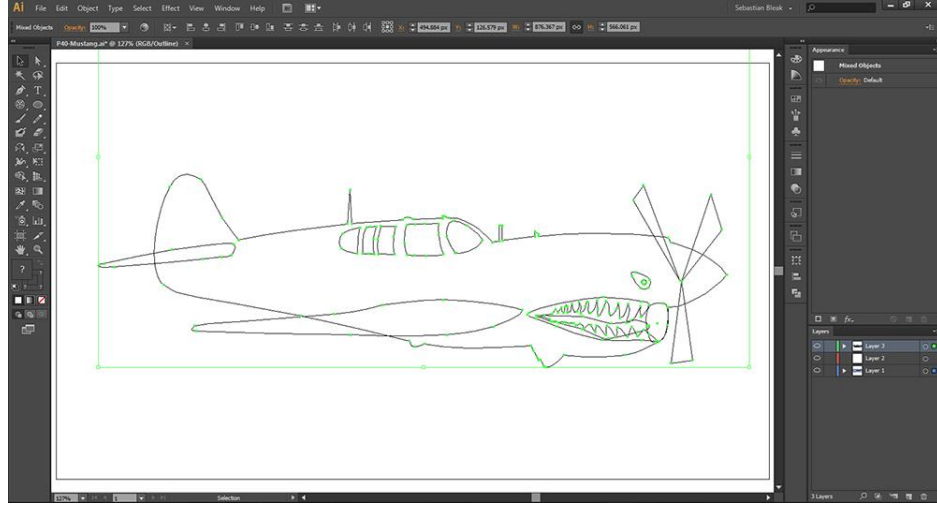 Ai File Edit Object Type Select Effect View Window Help Sebastian Bleak
Mixed Objects Opacity: 100% X: 494.684 px Y: 126.579 px W: 876.367 px H: 566.061 px
P40-Mustang.ai* @ 127% (RGB/Outline) ×
Appearance
Mixed Objects
Opacity: Default
T
?
fx
Layers
Layer 3
Layer 2
Layer 1
127% 1 Selection
3 Layers